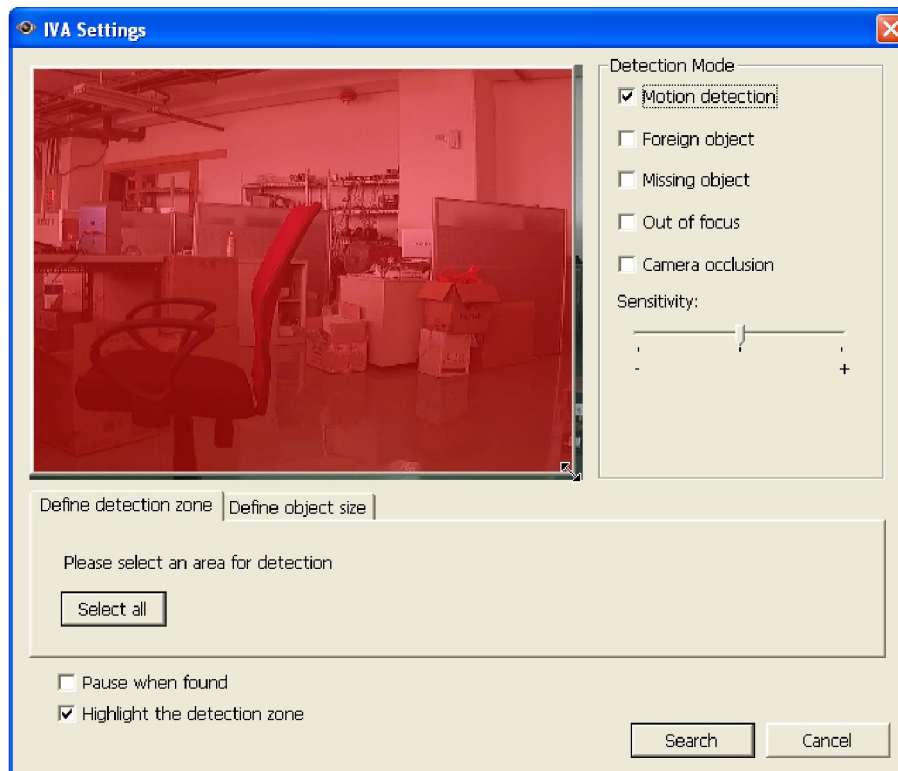 IVA Settings
Detection Mode
Motion detection
Foreign object
Missing object
Out of focus
Camera occlusion
Sensitivity:
- +
Define detection zone
Define object size
Please select an area for detection
Select all
Pause when found
Highlight the detection zone
Search
Cancel